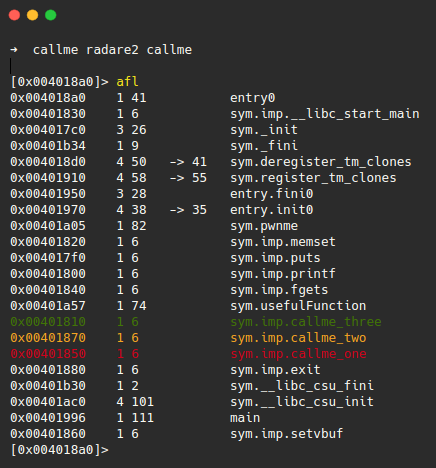 ➜ callme radare2 callme
[0x004018a0]> afl
0x004018a0 1 41 entry0
0x00401830 1 6 sym.imp.__libc_start_main
0x004017c0 3 26 sym._init
0x00401b34 1 9 sym._fini
0x004018d0 4 50 -> 41 sym.deregister_tm_clones
0x00401910 4 58 -> 55 sym.register_tm_clones
0x00401950 3 28 entry.fini0
0x00401970 4 38 -> 35 entry.init0
0x00401a05 1 82 sym.pwnme
0x00401820 1 6 sym.imp.memset
0x004017f0 1 6 sym.imp.puts
0x00401800 1 6 sym.imp.printf
0x00401840 1 6 sym.imp.fgets
0x00401a57 1 74 sym.usefulFunction
0x00401810 1 6 sym.imp.callme_three
0x00401870 1 6 sym.imp.callme_two
0x00401850 1 6 sym.imp.callme_one
0x00401880 1 6 sym.imp.exit
0x00401b30 1 2 sym.__libc_csu_fini
0x00401ac0 4 101 sym.__libc_csu_init
0x00401996 1 111 main
0x00401860 1 6 sym.imp.setvbuf
[0x004018a0]>